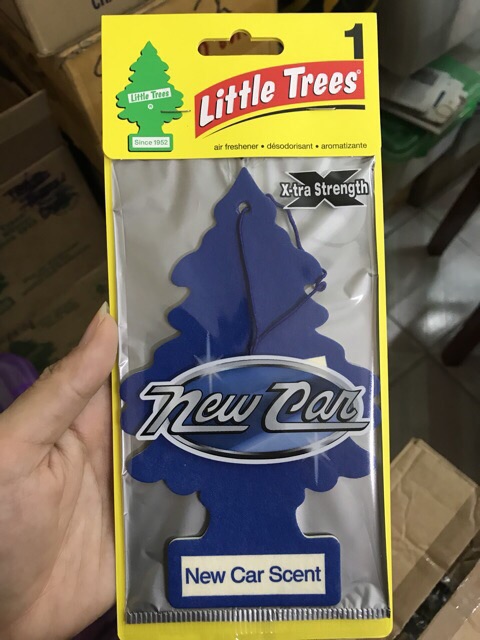 1
Little Trees
Little Trees
Since 1952
air freshener • désodorisant • aromatizante
X-tra Strength
New Car
New Car Scent